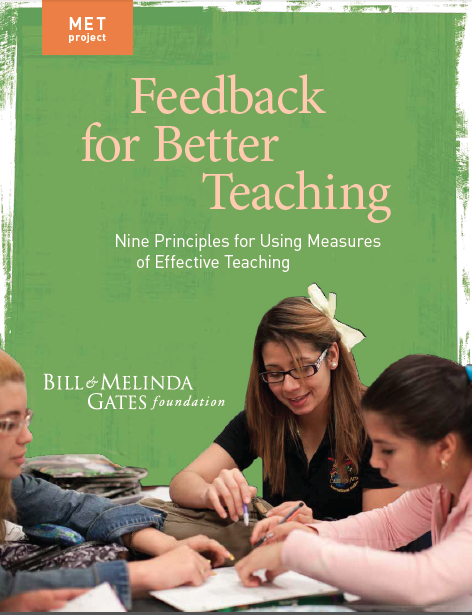 MET
project
Feedback
for Better
Teaching
Nine Principles for Using Measures
of Effective Teaching
BILL & MELINDA
GATES foundation